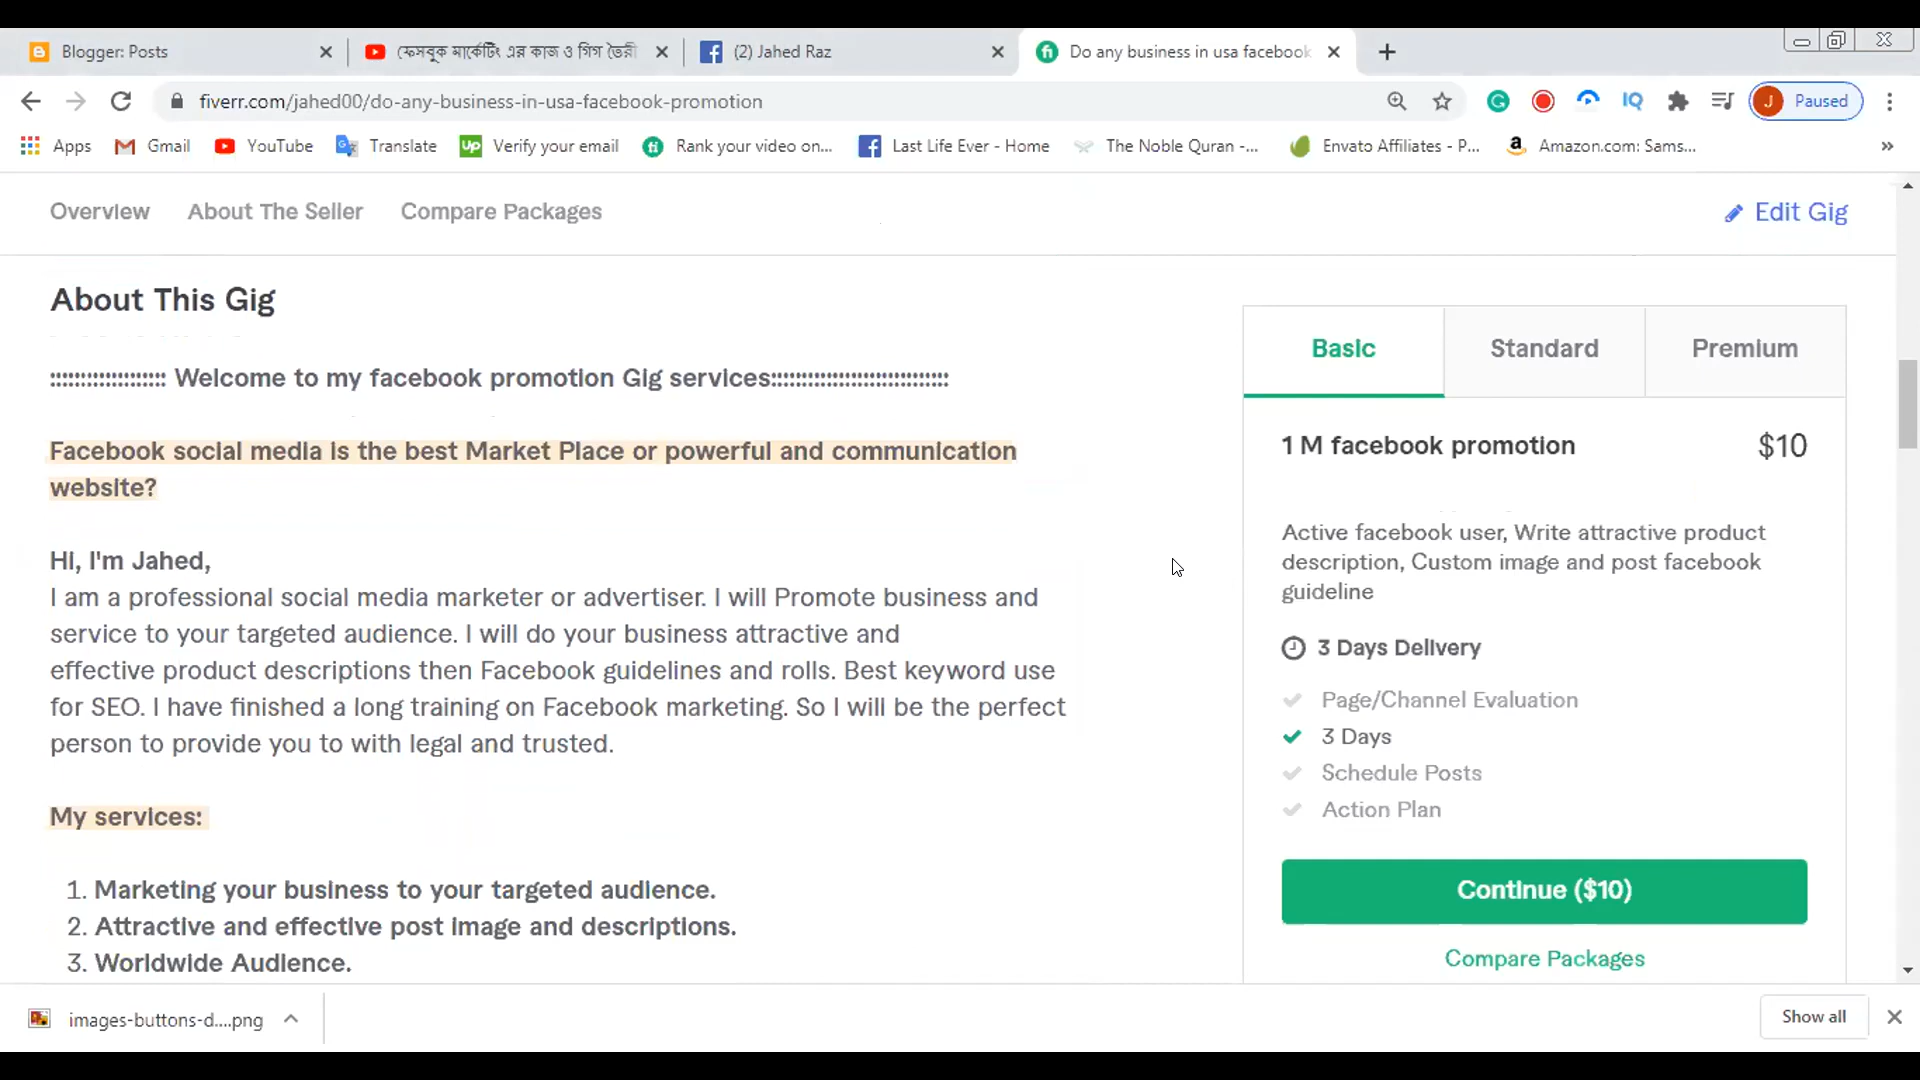 Blogger: Posts
ফেসবুক মার্কেটিং এর কাজ ও গিগ তৈরী
(2) Jahed Raz
Do any business in usa facebook
fiverr.com/jahed00/do-any-business-in-usa-facebook-promotion
IQ
J
Paused
Apps
Gmail
YouTube
Translate
Up
Verify your email
fi
Rank your video on...
Last Life Ever - Home
The Noble Quran -...
Envato Affiliates - P...
Amazon.com: Sams...
»
Overview
About The Seller
Compare Packages
Edit Gig
About This Gig
::::::::::::::::::: Welcome to my facebook promotion Gig services:::::::::::::::::::::::::::::
Facebook social media is the best Market Place or powerful and communication
website?
Hi, I'm Jahed,
I am a professional social media marketer or advertiser. I will Promote business and
service to your targeted audience. I will do your business attractive and
effective product descriptions then Facebook guidelines and rolls. Best keyword use
for SEO. I have finished a long training on Facebook marketing. So I will be the perfect
person to provide you to with legal and trusted.
My services:
1. Marketing your business to your targeted audience.
2. Attractive and effective post image and descriptions.
3. Worldwide Audience.
Basic
Standard
Premium
1 M facebook promotion
$10
Active facebook user, Write attractive product
description, Custom image and post facebook
guideline
3 Days Delivery
Page/Channel Evaluation
3 Days
Schedule Posts
Action Plan
Continue ($10)
Compare Packages
images-buttons-d....png
Show all